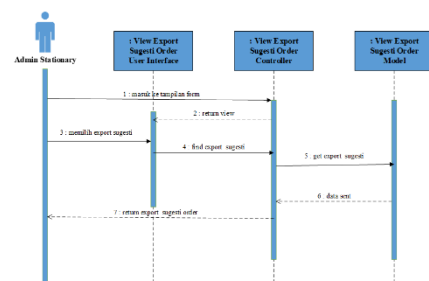 : View Export
Sugesti Order
User Interface
: View Export
Sugesti Order
Controller
: View Export
Sugesti Order
Model
Admin Stationary
1 : masuk ke tampilan form
2 : return view
3 : memilih export sugesti
4 : find export sugesti
5 : get export sugesti
6 : data sent
7 : return export sugesti order